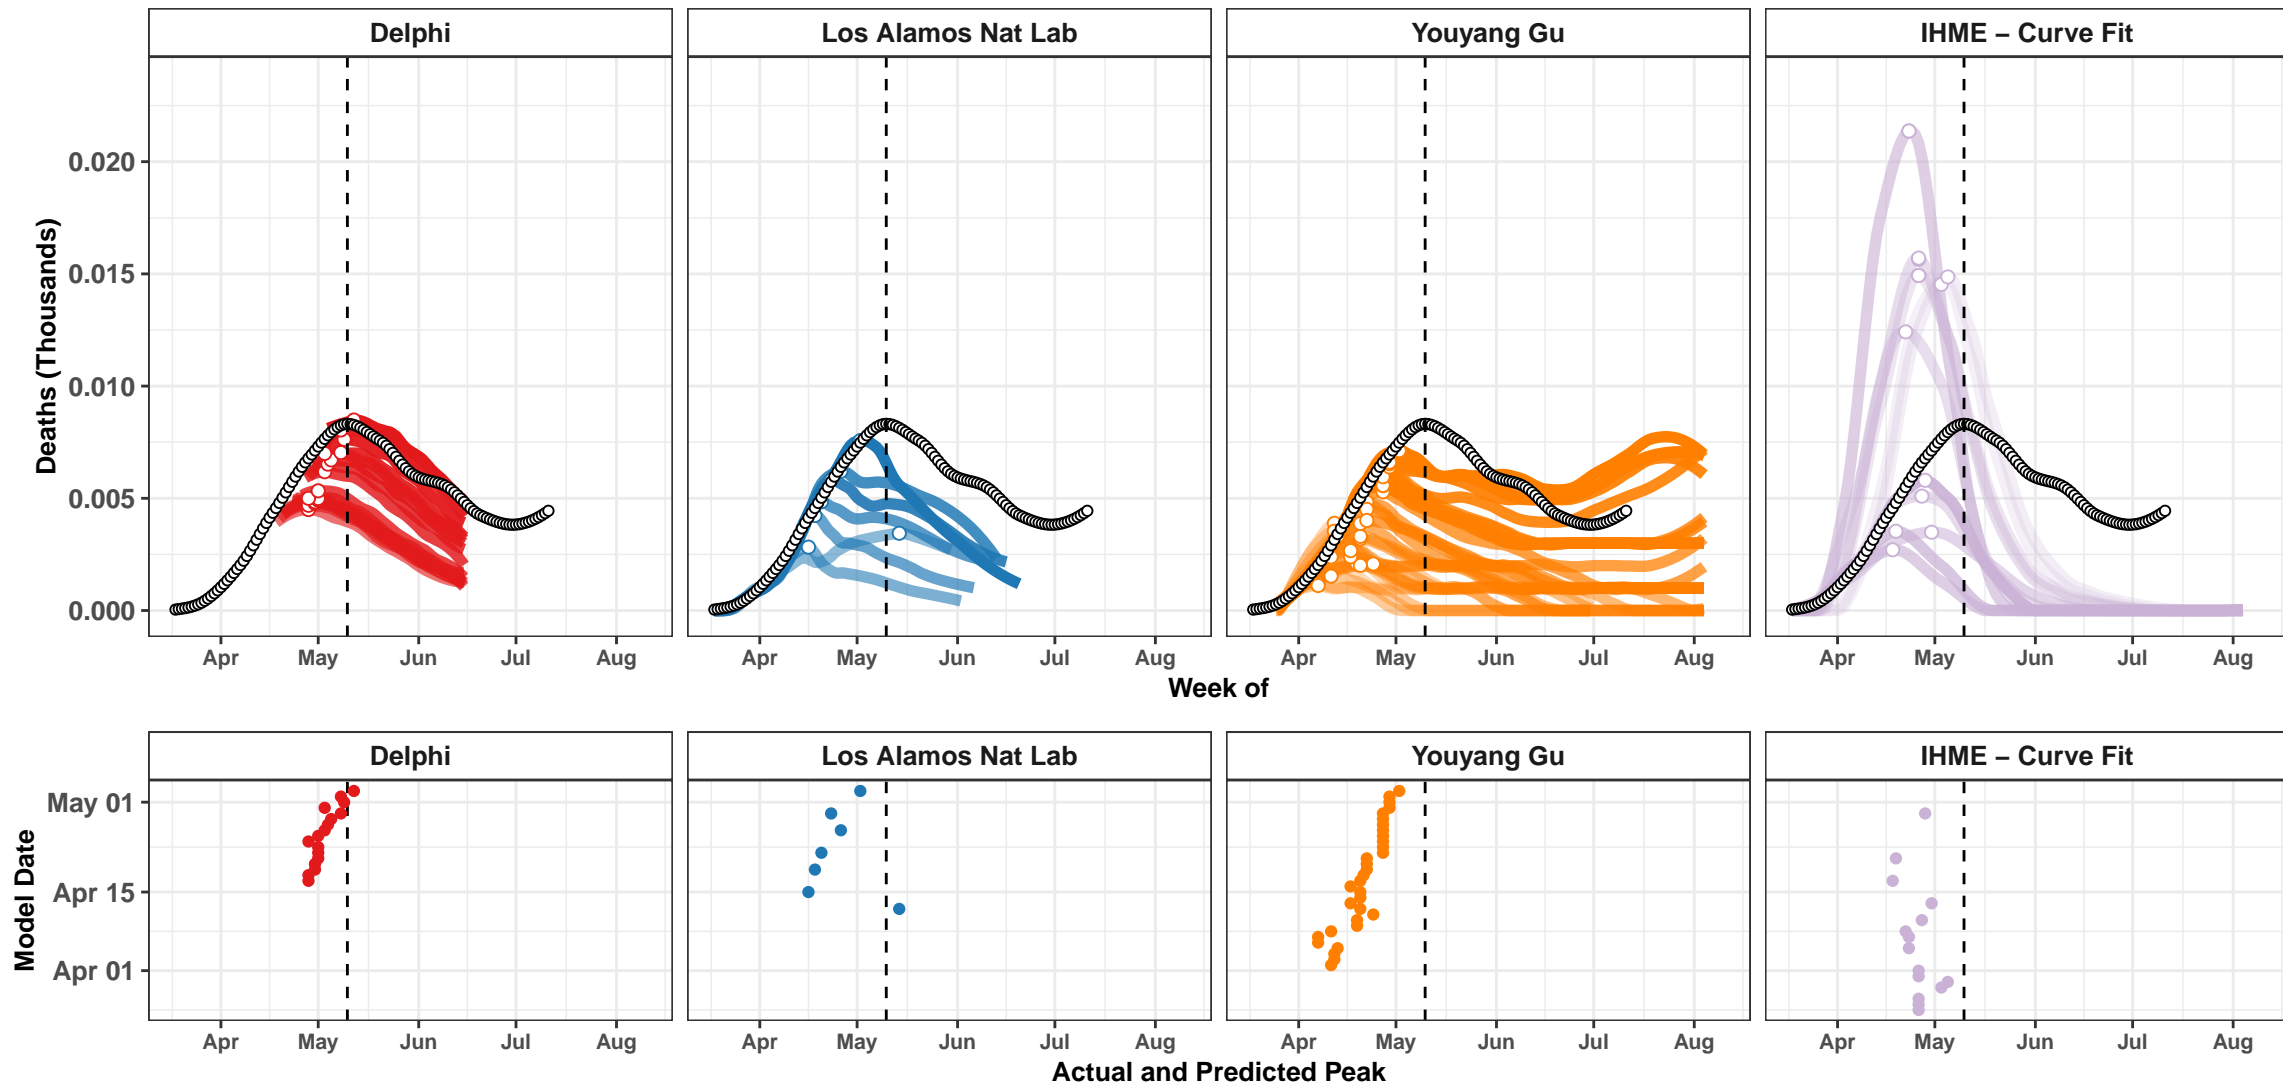 Delphi Los Alamos Nat Lab Youyang Gu IHME – Curve Fit
Deaths (Thousands)
0.020
0.015
0.010
0.005
0.000
Apr May Jun Jul Aug Apr May Jun Jul Aug Apr May Jun Jul Aug Apr May Jun Jul Aug
Week of
Delphi Los Alamos Nat Lab Youyang Gu IHME – Curve Fit
Model Date
May 01
Apr 15
Apr 01
Apr May Jun Jul Aug Apr May Jun Jul Aug Apr May Jun Jul Aug Apr May Jun Jul Aug
Actual and Predicted Peak